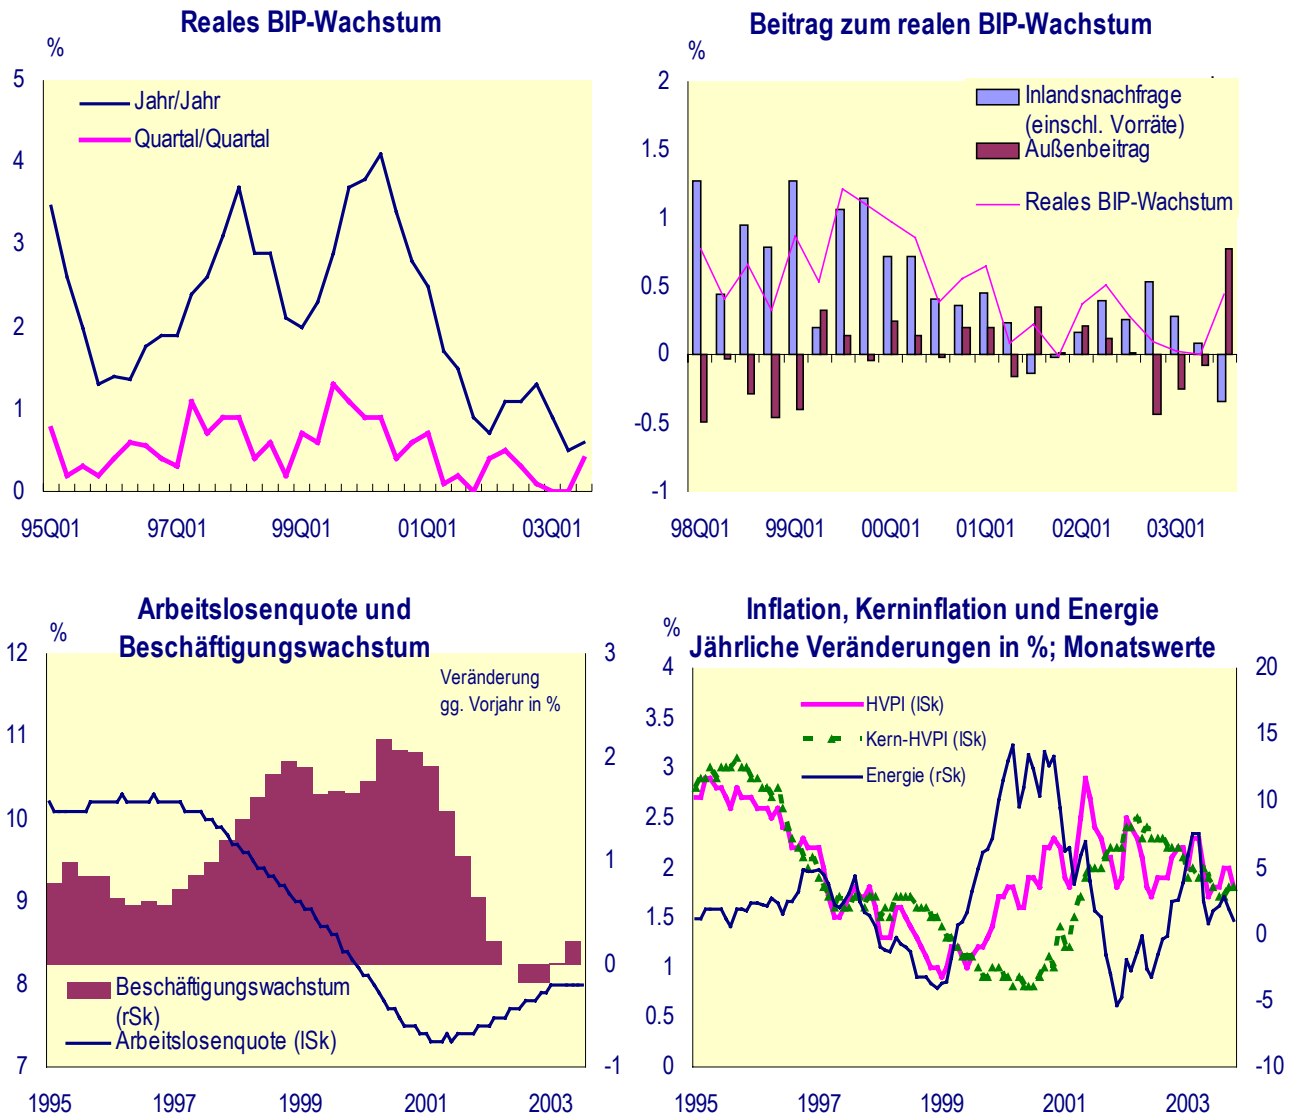 Reales BIP-Wachstum
%
5
4
3
2
1
0
Jahr/Jahr
Quartal/Quartal
95Q01 97Q01 99Q01 01Q01 03Q01
Beitrag zum realen BIP-Wachstum
%
2
1.5
1
0.5
0
-0.5
-1
Inlandsnachfrage
(einschl. Vorräte)
Außenbeitrag
Reales BIP-Wachstum
98Q01 99Q01 00Q01 01Q01 02Q01 03Q01
Arbeitslosenquote und
Beschäftigungswachstum
%
12
11
10
9
8
7
3
2
1
0
-1
Veränderung
gg. Vorjahr in %
Beschäftigungswachstum
(rSk)
Arbeitslosenquote (lSk)
1995 1997 1999 2001 2003
Inflation, Kerninflation und Energie
Jährliche Veränderungen in %; Monatswerte
%
4
3.5
3
2.5
2
1.5
1
0.5
0
20
15
10
5
0
-5
-10
HVPI (lSk)
Kern-HVPI (lSk)
Energie (rSk)
1995 1997 1999 2001 2003